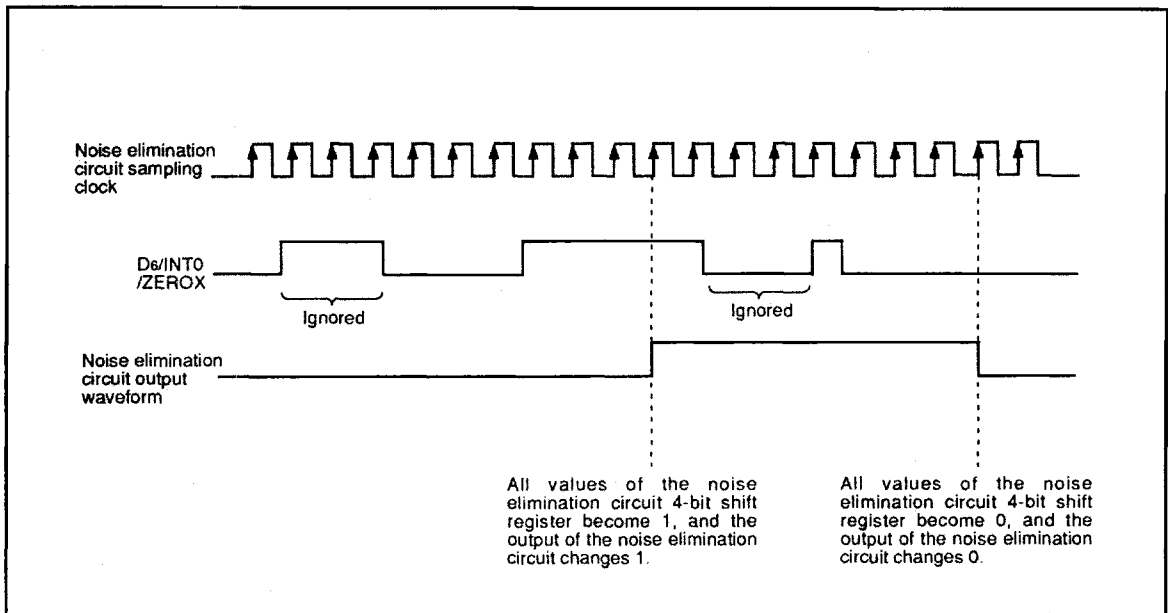 Noise elimination
circuit sampling
clock
D6/INT0
/ZEROX
Ignored
Ignored
Noise elimination
circuit output
waveform
All values of the noise
elimination circuit 4-bit shift
register become 1, and the
output of the noise elimination
circuit changes 1.
All values of the noise
elimination circuit 4-bit shift
register become 0, and the
output of the noise elimination
circuit changes 0.